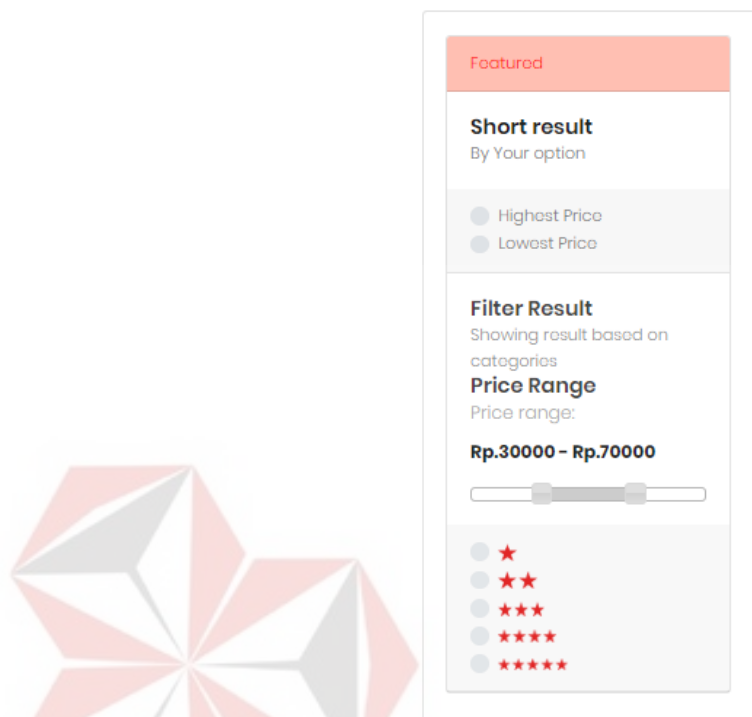 Featured
Short result
By Your option
Highest Price
Lowest Price
Filter Result
Showing result based on
categories
Price Range
Price range:
Rp.30000 - Rp.70000